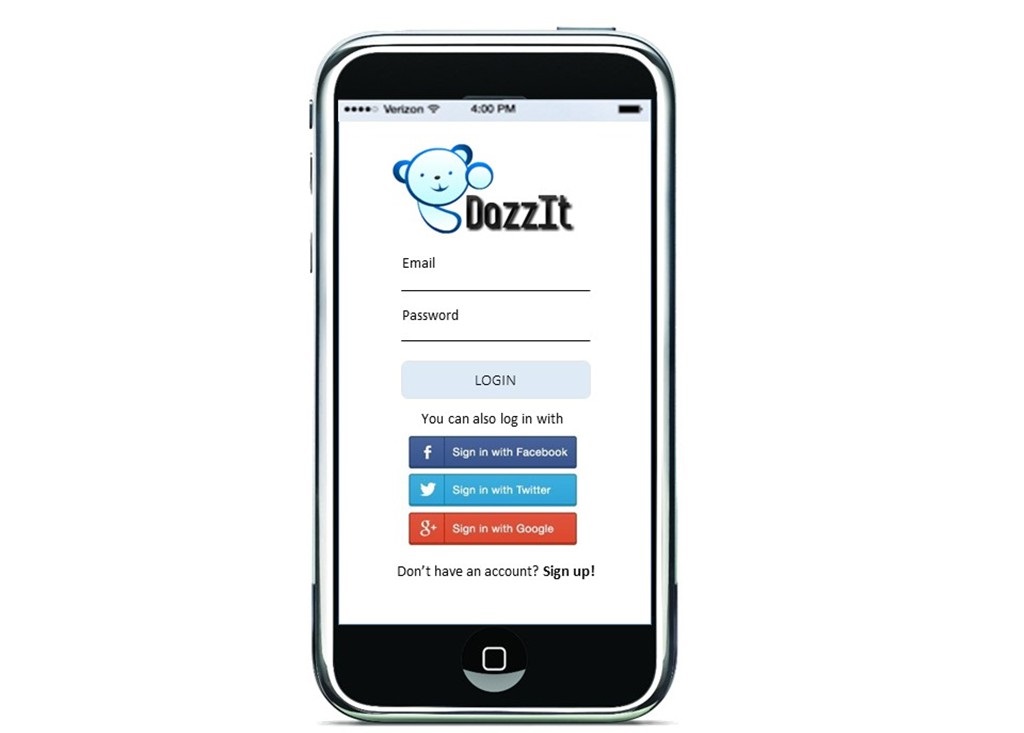 Verizon 4:00 PM
DazzIt
Email
Password
LOGIN
You can also log in with
f Sign in with Facebook
Sign in with Twitter
g+ Sign in with Google
Don’t have an account? Sign up!